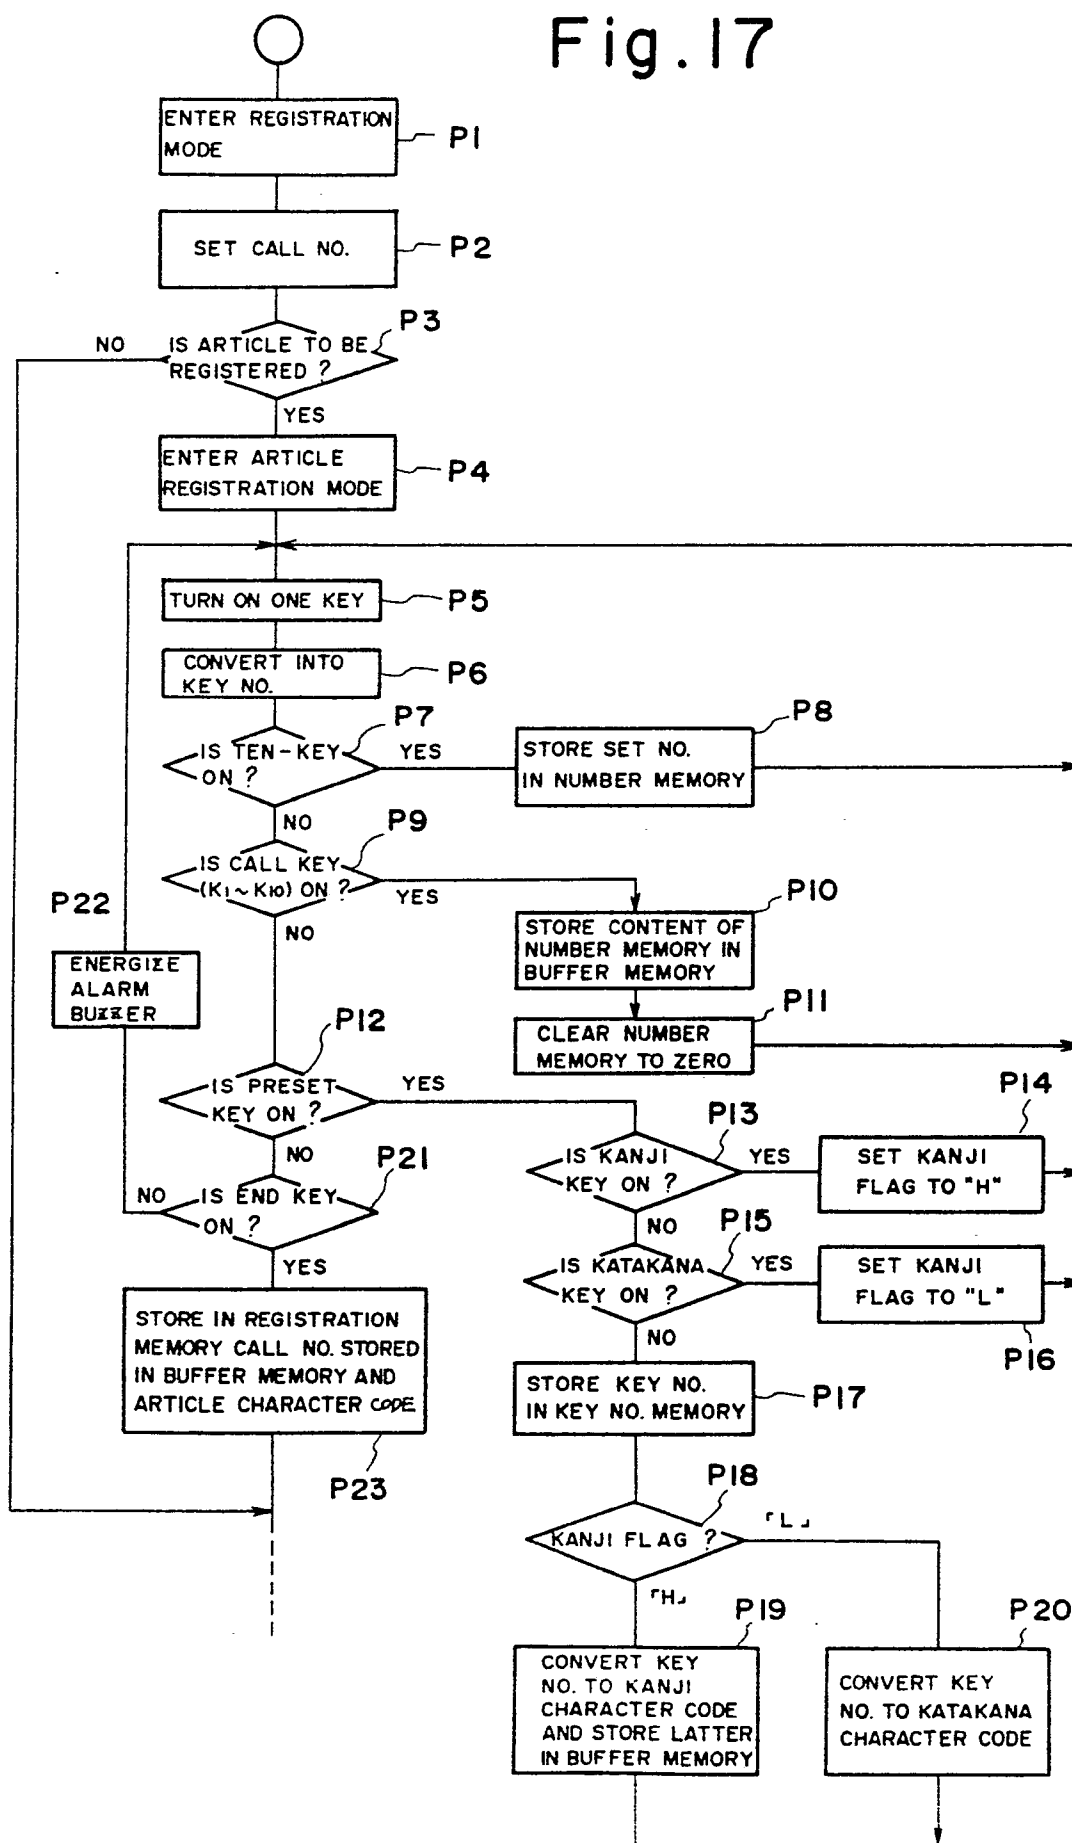 Fig.17
ENTER REGISTRATION
MODE
P1
SET CALL NO.
P2
P3
NO
IS ARTICLE TO BE
REGISTERED ?
YES
ENTER ARTICLE
REGISTRATION MODE
P4
TURN ON ONE KEY
P5
CONVERT INTO
KEY NO.
P6
P7
IS TEN-KEY
ON ?
YES
P8
STORE SET NO.
IN NUMBER MEMORY
NO
P9
IS CALL KEY
(K1~K10) ON ?
YES
NO
P10
STORE CONTENT OF
NUMBER MEMORY IN
BUFFER MEMORY
P11
CLEAR NUMBER
MEMORY TO ZERO
P22
ENERGIZE
ALARM
BUZZER
P12
IS PRESET
KEY ON ?
YES
NO
P13
IS KANJI
KEY ON ?
YES
P14
SET KANJI
FLAG TO "H"
NO
P21
NO
IS END KEY
ON ?
YES
P15
IS KATAKANA
KEY ON ?
YES
SET KANJI
FLAG TO "L"
P16
NO
STORE IN REGISTRATION
MEMORY CALL NO. STORED
IN BUFFER MEMORY AND
ARTICLE CHARACTER CODE
P23
STORE KEY NO.
IN KEY NO. MEMORY
P17
P18
KANJI FLAG ?
「L」
「H」
P19
CONVERT KEY
NO. TO KANJI
CHARACTER CODE
AND STORE LATTER
IN BUFFER MEMORY
P20
CONVERT KEY
NO. TO KATAKANA
CHARACTER CODE